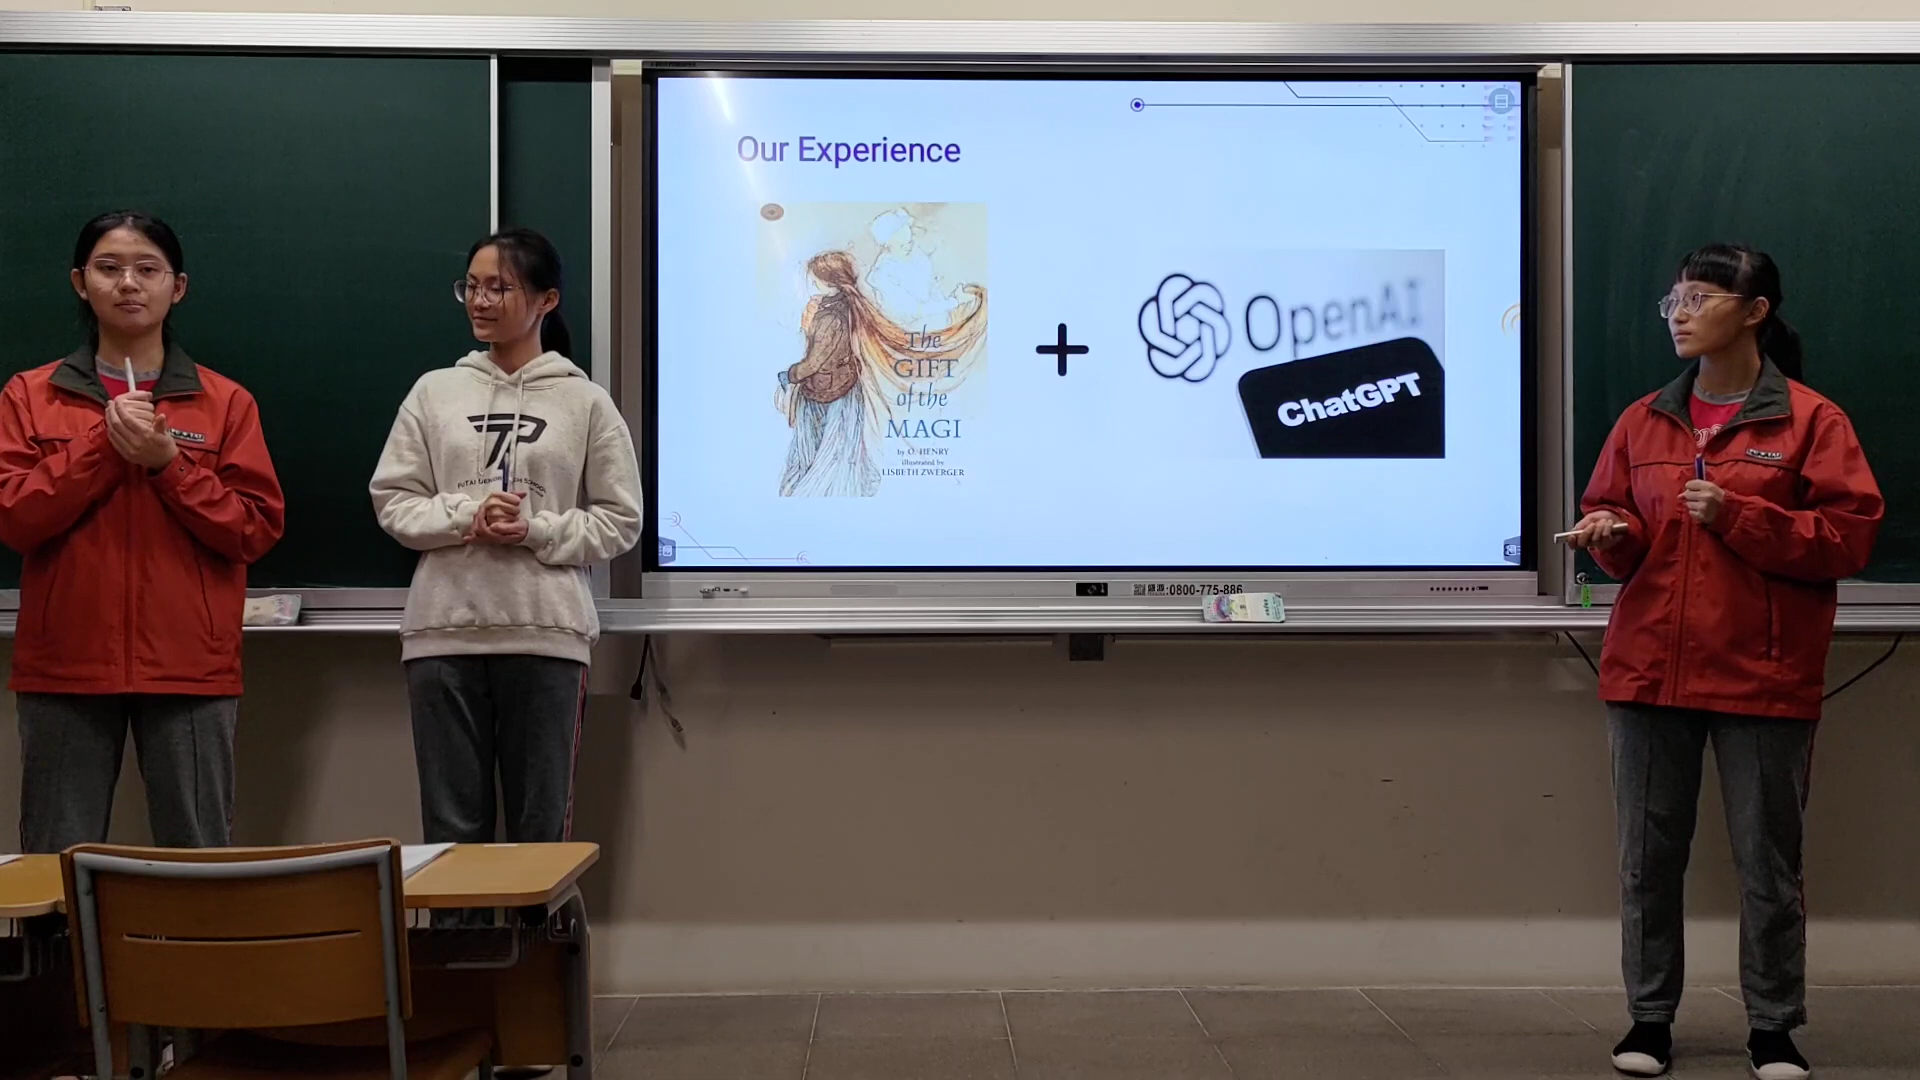 Our Experience
The
GIFT
of the
MAGI
by O. HENRY
illustrated by
LISBETH ZWERGER
OpenAI
ChatGPT
0800-775-886